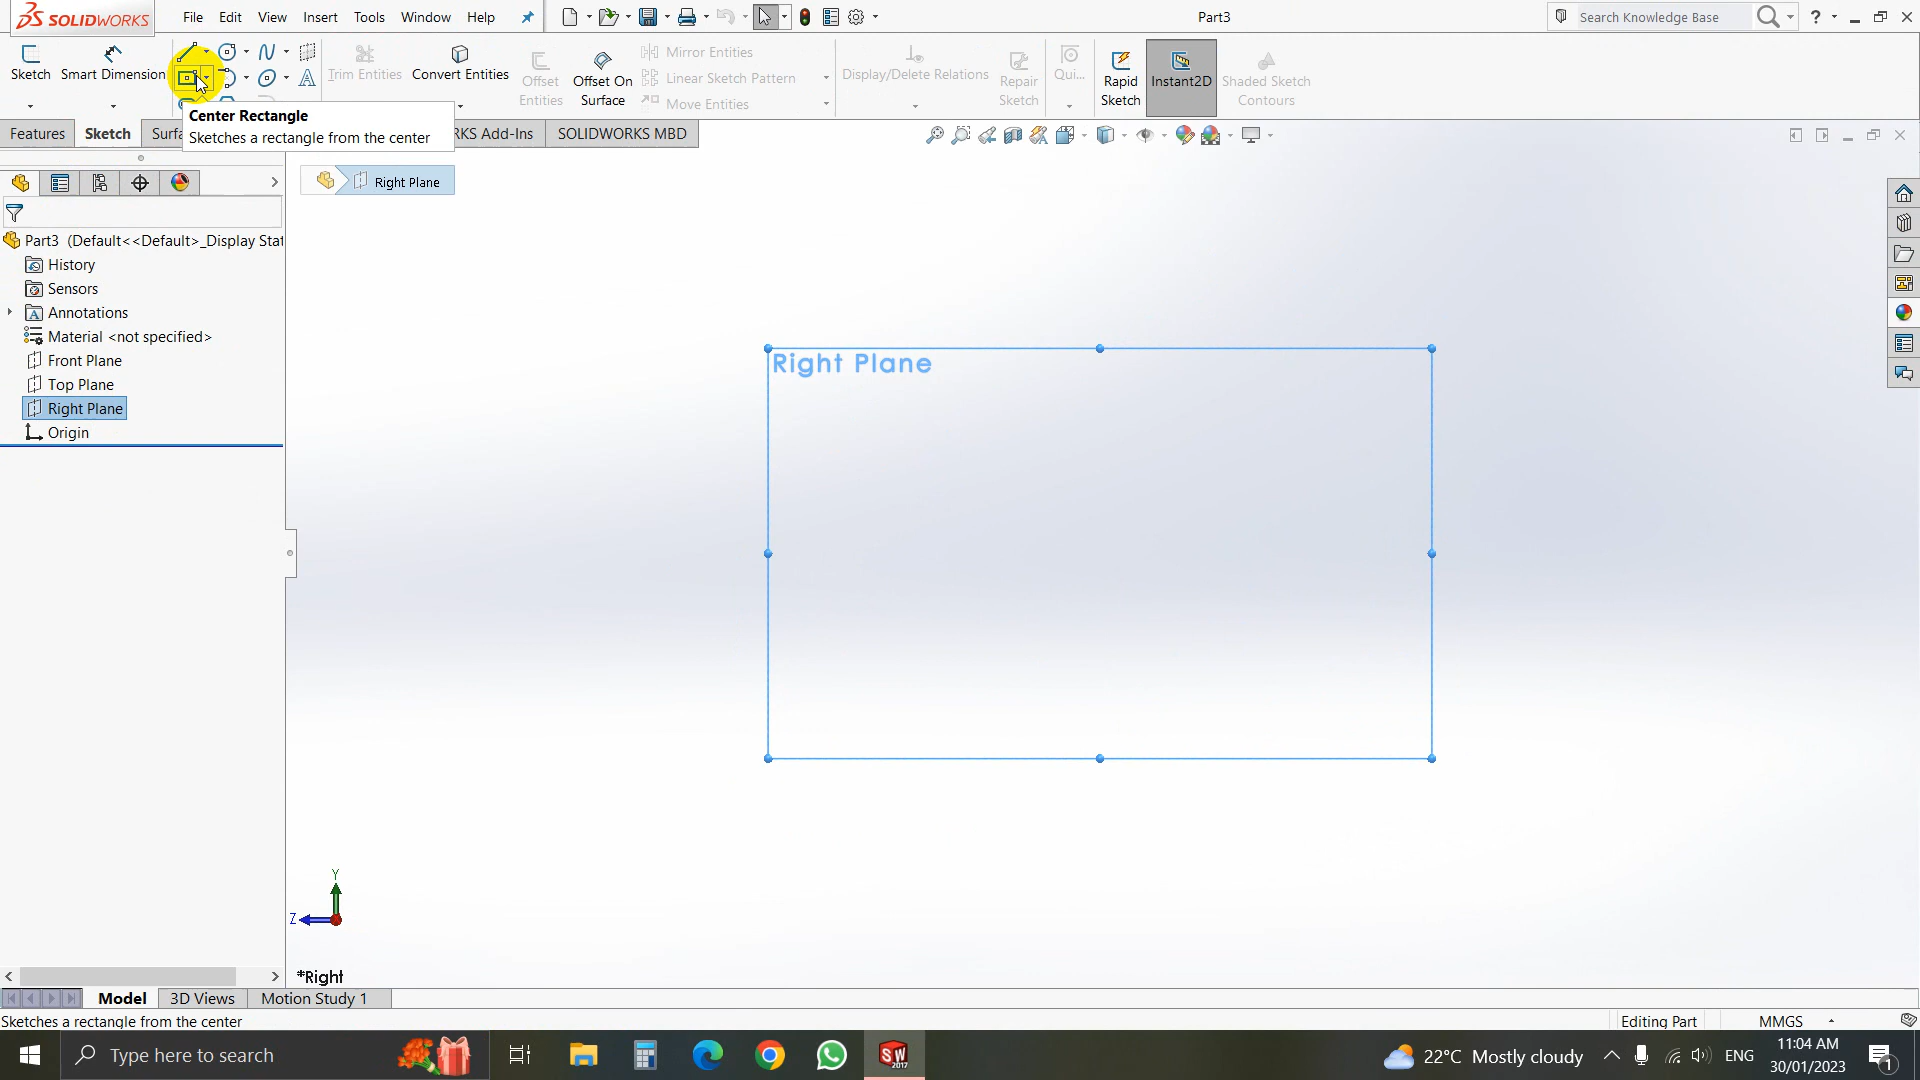 SOLIDWORKS File Edit View Insert Tools Window Help Part3 Search Knowledge Base ?
Sketch Smart Dimension Trim Entities Convert Entities Offset Entities Offset On Surface Mirror Entities Linear Sketch Pattern Move Entities Display/Delete Relations Repair Sketch Qui... Rapid Sketch Instant2D Shaded Sketch Contours
Center Rectangle
Sketches a rectangle from the center
Features Sketch Surfa RKS Add-Ins SOLIDWORKS MBD
Right Plane
Part3 (Default<<Default>_Display Stat
History
Sensors
Annotations
Material <not specified>
Front Plane
Top Plane
Right Plane
Origin
Right Plane
Y
Z
*Right
Model 3D Views Motion Study 1
Sketches a rectangle from the center Editing Part MMGS
Type here to search SW 2017 22°C Mostly cloudy ENG 11:04 AM
30/01/2023 1